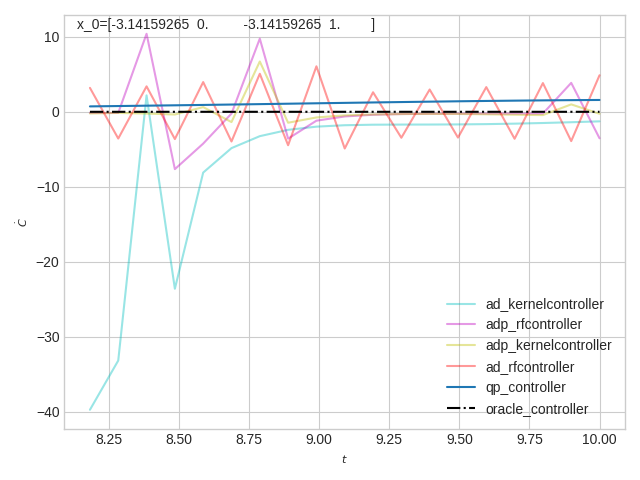 x_0=[-3.14159265 0. -3.14159265 1. ]
10
0
−10
−20
−30
−40
Ċ
8.25 8.50 8.75 9.00 9.25 9.50 9.75 10.00
t
ad_kernelcontroller
adp_rfcontroller
adp_kernelcontroller
ad_rfcontroller
qp_controller
oracle_controller